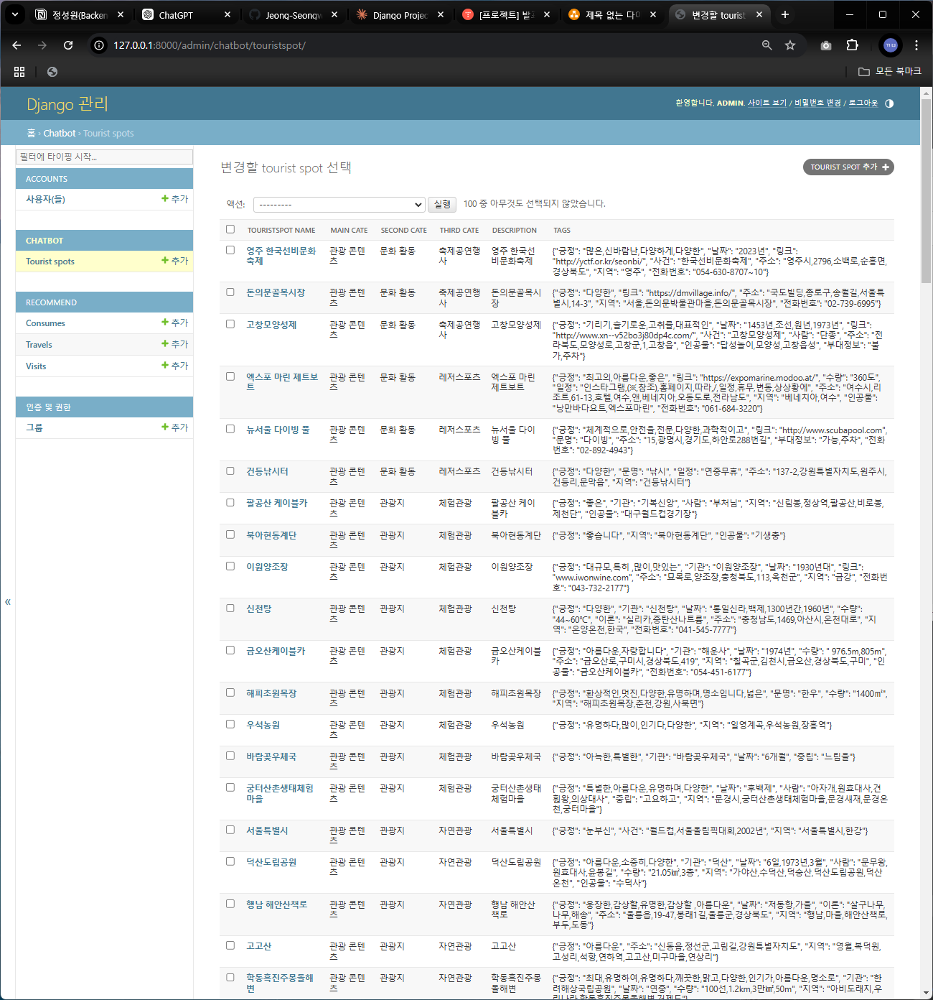 정성원(Backen
ChatGPT
Jeong-Seongw
Django Projec
[프로젝트] 발표
제목 없는 다이
변경할 tourist
127.0.0.1:8000/admin/chatbot/touristspot/
모든 북마크
Django 관리
환영합니다, ADMIN. 사이트 보기 / 비밀번호 변경 / 로그아웃
홈 › Chatbot › Tourist spots
필터에 타이핑 시작...
ACCOUNTS
사용자(들) 추가
CHATBOT
Tourist spots 추가
RECOMMEND
Consumes 추가
Travels 추가
Visits 추가
인증 및 권한
그룹 추가
«
변경할 tourist spot 선택
TOURIST SPOT 추가
액션: --------- 실행 100 중 아무것도 선택되지 않았습니다.
TOURISTSPOT NAME MAIN CATE SECOND CATE THIRD CATE DESCRIPTION TAGS
영주 한국선비문화 관광 콘텐 문화 활동 축제공연행 영주 한국선 {"긍정": "많은,신바람난,다양하게,다양한", "날짜": "2023년", "링크":
축제 츠 사 비문화축제 "http://yctf.or.kr/seonbi/", "사건": "한국선비문화축제", "주소": "영주시,2796,소백로,순흥면,
경상북도", "지역": "영주", "전화번호": "054-630-8707~10"}
돈의문골목시장 관광 콘텐 문화 활동 축제공연행 돈의문골목시 {"긍정": "다양한", "링크": "https://dmvillage.info/", "주소": "국도빌딩,종로구,송월길,서울특
츠 사 장 별시,14-3", "지역": "서울,돈의문박물관마을,돈의문골목시장", "전화번호": "02-739-6995"}
고창모양성제 관광 콘텐 문화 활동 축제공연행 고창모양성제 {"긍정": "기리기,슬기로운,고취를,대표적인", "날짜": "1453년,조선,원년,1973년", "링크":
츠 사 "http://www.xn--v52bo3j80dp4c.com/", "사건": "고창모양성제", "사람": "단종", "주소": "전
라북도,모양성로,고창군,1,고창읍", "인공물": "답성놀이,모양성,고창읍성", "부대정보": "불
가,주차"}
엑스포 마린 제트보 관광 콘텐 문화 활동 레저스포츠 엑스포 마린 {"긍정": "최고의,아름다운,좋은", "링크": "https://expomarine.modoo.at/", "수량": "360도",
트 츠 제트보트 "일정": "인스타그램,(※,참조),홈페이지,따라,/,일정,휴무,변동,상상황에", "주소": "여수시,리
조트,61-13,호텔,여수,앤,베네치아,오동도로,전라남도", "지역": "베네치아,여수", "인공물":
"낭만바다요트,엑스포마린", "전화번호": "061-684-3220"}
뉴서울 다이빙 풀 관광 콘텐 문화 활동 레저스포츠 뉴서울 다이 {"긍정": "체계적으로,안전을,전문,다양한,과학적이고", "링크": "http://www.scubapool.com",
츠 빙 풀 "문명": "다이빙", "주소": "15,광명시,경기도,하안로288번길", "부대정보": "가능,주차", "전화
번호": "02-892-4943"}
건등낚시터 관광 콘텐 문화 활동 레저스포츠 건등낚시터 {"긍정": "다양한", "문명": "낚시", "일정": "연중무휴", "주소": "137-2,강원특별자치도,원주시,
츠 건등리,문막읍", "지역": "건등낚시터"}
팔공산 케이블카 관광 콘텐 관광지 체험관광 팔공산 케이 {"긍정": "좋은", "기관": "기복신앙", "사람": "부처님", "지역": "신림봉,정상역,팔공산,비로봉,
츠 블카 제천단", "인공물": "대구월드컵경기장"}
북아현동계단 관광 콘텐 관광지 체험관광 북아현동계단 {"긍정": "좋습니다", "지역": "북아현동계단", "인공물": "기생충"}
츠
이원양조장 관광 콘텐 관광지 체험관광 이원양조장 {"긍정": "대규모,특히 ,많이,맛있는", "기관": "이원양조장", "날짜": "1930년대", "링크":
츠 "www.iwonwine.com", "주소": "묘목로,양조장,충청북도,113,옥천군", "지역": "금강", "전화번
호": "043-732-2177"}
신천탕 관광 콘텐 관광지 체험관광 신천탕 {"긍정": "다양한", "기관": "신천탕", "날짜": "통일신라,백제,1300년간,1960년", "수량":
츠 "44~60℃", "이론": "실리카,중탄산나트륨", "주소": "충청남도,1469,아산시,온천대로", "지
역": "온양온천,한국", "전화번호": "041-545-7777"}
금오산케이블카 관광 콘텐 관광지 체험관광 금오산케이블 {"긍정": "아름다운,자랑합니다", "기관": "해운사", "날짜": "1974년", "수량": " 976.5m,805m",
츠 카 "주소": "금오산로,구미시,경상북도,419", "지역": "칠곡군,김천시,금오산,경상북도,구미", "인
공물": "금오산케이블카", "전화번호": "054-451-6177"}
해피초원목장 관광 콘텐 관광지 체험관광 해피초원목장 {"긍정": "환상적인,멋진,다양한,유명하며,명소입니다,넓은", "문명": "한우", "수량": "1400㎡",
츠 "지역": "해피초원목장,춘천,강원,사북면"}
우석농원 관광 콘텐 관광지 체험관광 우석농원 {"긍정": "유명하다,많이,인기다,다양한", "지역": "일영계곡,우석농원,장흥역"}
츠
바람곶우체국 관광 콘텐 관광지 체험관광 바람곶우체국 {"긍정": "아늑한,특별한", "기관": "바람곶우체국", "날짜": "6개월", "중립": "느림을"}
츠
궁터산촌생태체험 관광 콘텐 관광지 체험관광 궁터산촌생태 {"긍정": "특별한,아름다운,유명하며,다양한", "날짜": "후백제", "사람": "아자개,원효대사,견
마을 츠 체험마을 훤왕,의상대사", "중립": "고요하고", "지역": "문경시,궁터산촌생태체험마을,문경새재,문경온
천,궁터마을"}
서울특별시 관광 콘텐 관광지 자연관광 서울특별시 {"긍정": "눈부신", "사건": "월드컵,서울올림픽대회,2002년", "지역": "서울특별시,한강"}
츠
덕산도립공원 관광 콘텐 관광지 자연관광 덕산도립공원 {"긍정": "아름다운,소중히,다양한", "기관": "덕산", "날짜": "6일,1973년,3월", "사람": "문무왕,
츠 원효대사,윤봉길", "수량": "21.05㎢,3층", "지역": "가야산,수덕산,덕숭산,덕산도립공원,덕산
온천", "인공물": "수덕사"}
행남 해안산책로 관광 콘텐 관광지 자연관광 행남 해안산 {"긍정": "웅장한,감상할,유명한,감상할 ,아름다운", "날짜": "저동항,가을", "이론": "살구나무,
츠 책로 나무,해송", "주소": "울릉읍,19-47,봉래1길,울릉군,경상북도", "지역": "행남,마을,해안산책로,
부두,도동"}
고고산 관광 콘텐 관광지 자연관광 고고산 {"긍정": "아름다운", "주소": "신동읍,정선군,고림길,강원특별자치도", "지역": "영월,북덕원,
츠 고성리,석항,연하역,고고산,미구마을,연상리"}
학동흑진주몽돌해 관광 콘텐 관광지 자연관광 학동흑진주몽 {"긍정": "최대,유명하여,유명하다,깨끗한,맑고,다양한,인기가,아름다운,명소로", "기관": "한
변 츠 돌해변 려해상국립공원", "날짜": "연중", "수량": "100선,1.2km,3만㎢,50m", "지역": "아비도래지,우
리나라,학동흑진주몽돌해변,거제도"}